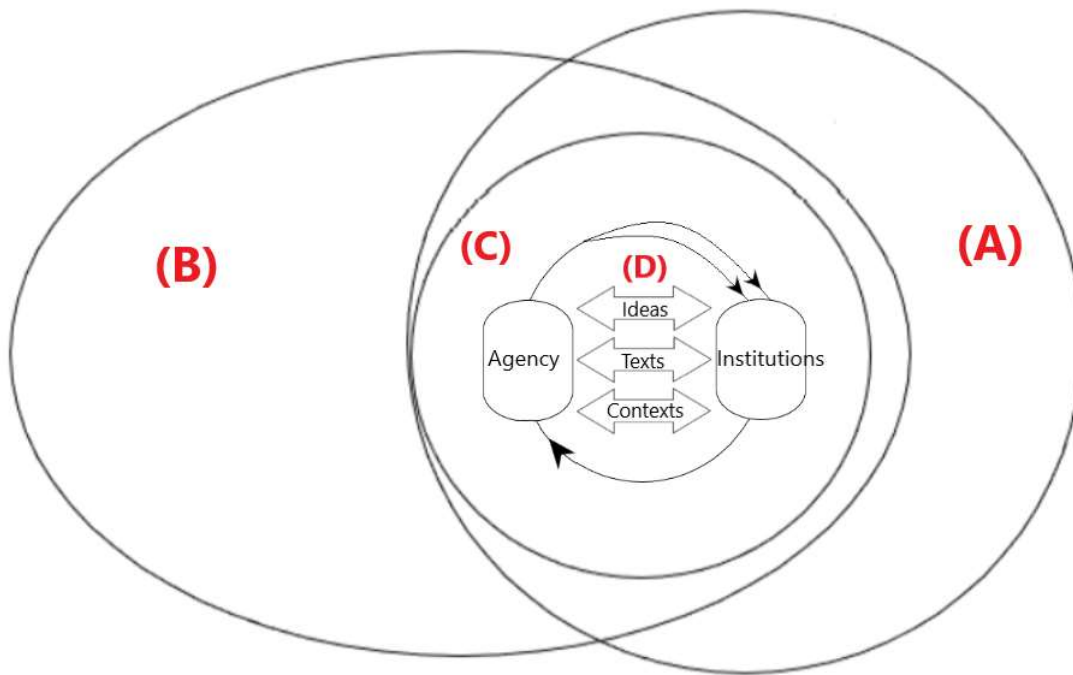 (A)
(B)
(C)
(D)
Ideas
Agency
Texts
Institutions
Contexts